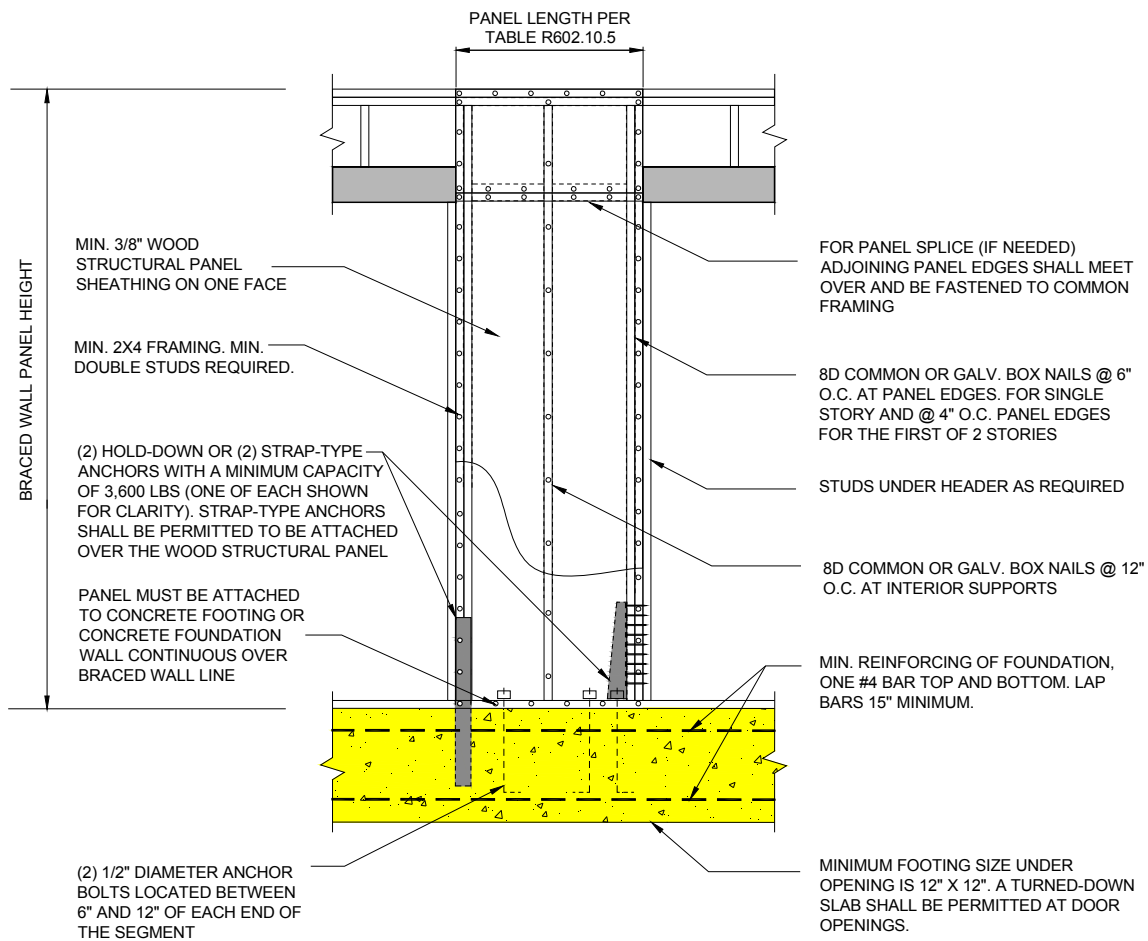 PANEL LENGTH PER
TABLE R602.10.5
BRACED WALL PANEL HEIGHT
MIN. 3/8" WOOD
STRUCTURAL PANEL
SHEATHING ON ONE FACE
MIN. 2X4 FRAMING. MIN.
DOUBLE STUDS REQUIRED.
(2) HOLD-DOWN OR (2) STRAP-TYPE
ANCHORS WITH A MINIMUM CAPACITY
OF 3,600 LBS (ONE OF EACH SHOWN
FOR CLARITY). STRAP-TYPE ANCHORS
SHALL BE PERMITTED TO BE ATTACHED
OVER THE WOOD STRUCTURAL PANEL
PANEL MUST BE ATTACHED
TO CONCRETE FOOTING OR
CONCRETE FOUNDATION
WALL CONTINUOUS OVER
BRACED WALL LINE
(2) 1/2" DIAMETER ANCHOR
BOLTS LOCATED BETWEEN
6" AND 12" OF EACH END OF
THE SEGMENT
FOR PANEL SPLICE (IF NEEDED)
ADJOINING PANEL EDGES SHALL MEET
OVER AND BE FASTENED TO COMMON
FRAMING
8D COMMON OR GALV. BOX NAILS @ 6"
O.C. AT PANEL EDGES. FOR SINGLE
STORY AND @ 4" O.C. PANEL EDGES
FOR THE FIRST OF 2 STORIES
STUDS UNDER HEADER AS REQUIRED
8D COMMON OR GALV. BOX NAILS @ 12"
O.C. AT INTERIOR SUPPORTS
MIN. REINFORCING OF FOUNDATION,
ONE #4 BAR TOP AND BOTTOM. LAP
BARS 15" MINIMUM.
MINIMUM FOOTING SIZE UNDER
OPENING IS 12" X 12". A TURNED-DOWN
SLAB SHALL BE PERMITTED AT DOOR
OPENINGS.